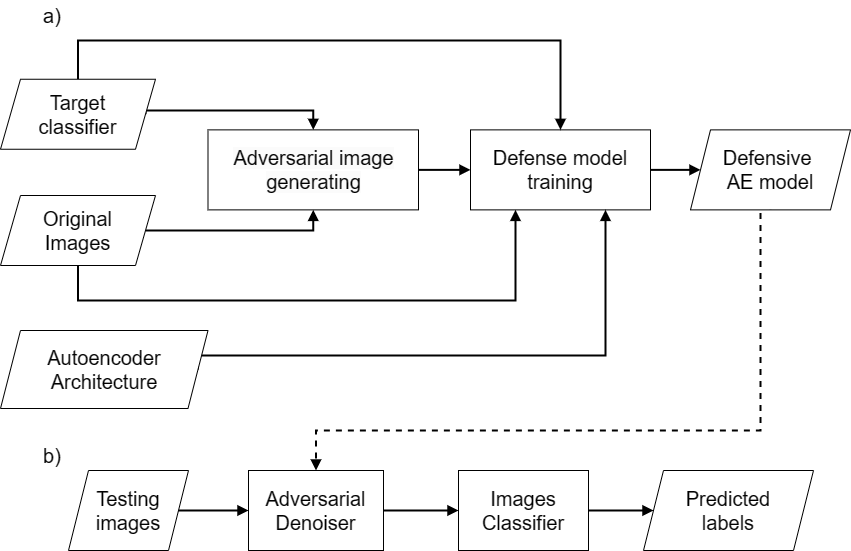 a)
Target
classifier
Adversarial image
generating
Defense model
training
Defensive
AE model
Original
Images
Autoencoder
Architecture
b)
Testing
images
Adversarial
Denoiser
Images
Classifier
Predicted
labels